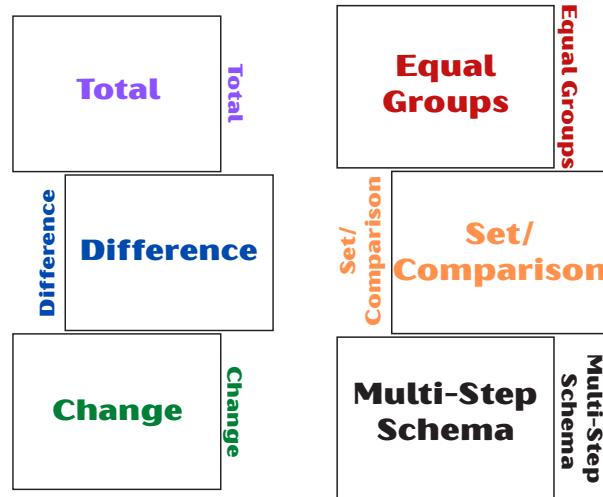 Total
Total
Difference
Difference
Change
Change
Equal
Groups
Equal Groups
Set/
Comparison
Set/
Comparison
Multi-Step
Schema
Multi-Step
Schema